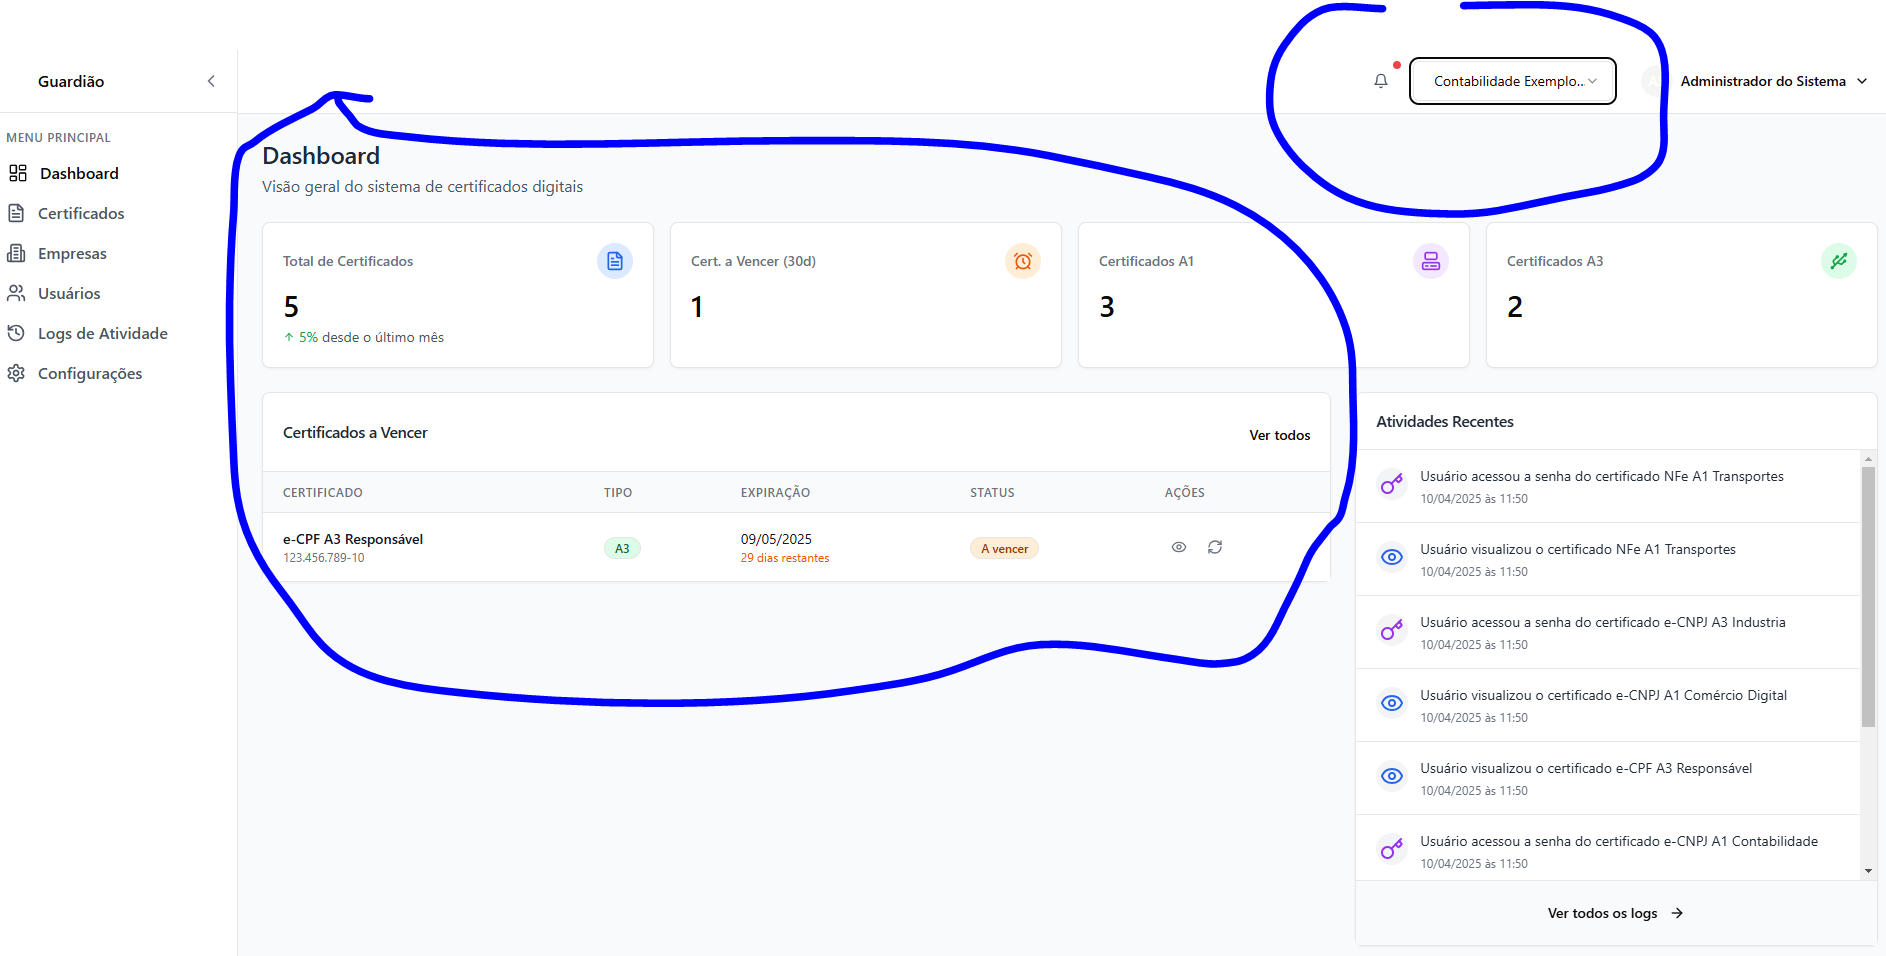 Guardião
Contabilidade Exemplo...
Administrador do Sistema
MENU PRINCIPAL
Dashboard
Certificados
Empresas
Usuários
Logs de Atividade
Configurações
Dashboard
Visão geral do sistema de certificados digitais
Total de Certificados
5
5% desde o último mês
Cert. a Vencer (30d)
1
Certificados A1
3
Certificados A3
2
Certificados a Vencer
Ver todos
CERTIFICADO TIPO EXPIRAÇÃO STATUS AÇÕES
e-CPF A3 Responsável
123.456.789-10
A3
09/05/2025
29 dias restantes
A vencer
Atividades Recentes
Usuário acessou a senha do certificado NFe A1 Transportes
10/04/2025 às 11:50
Usuário visualizou o certificado NFe A1 Transportes
10/04/2025 às 11:50
Usuário acessou a senha do certificado e-CNPJ A3 Industria
10/04/2025 às 11:50
Usuário visualizou o certificado e-CNPJ A1 Comércio Digital
10/04/2025 às 11:50
Usuário visualizou o certificado e-CPF A3 Responsável
10/04/2025 às 11:50
Usuário acessou a senha do certificado e-CNPJ A1 Contabilidade
10/04/2025 às 11:50
Ver todos os logs